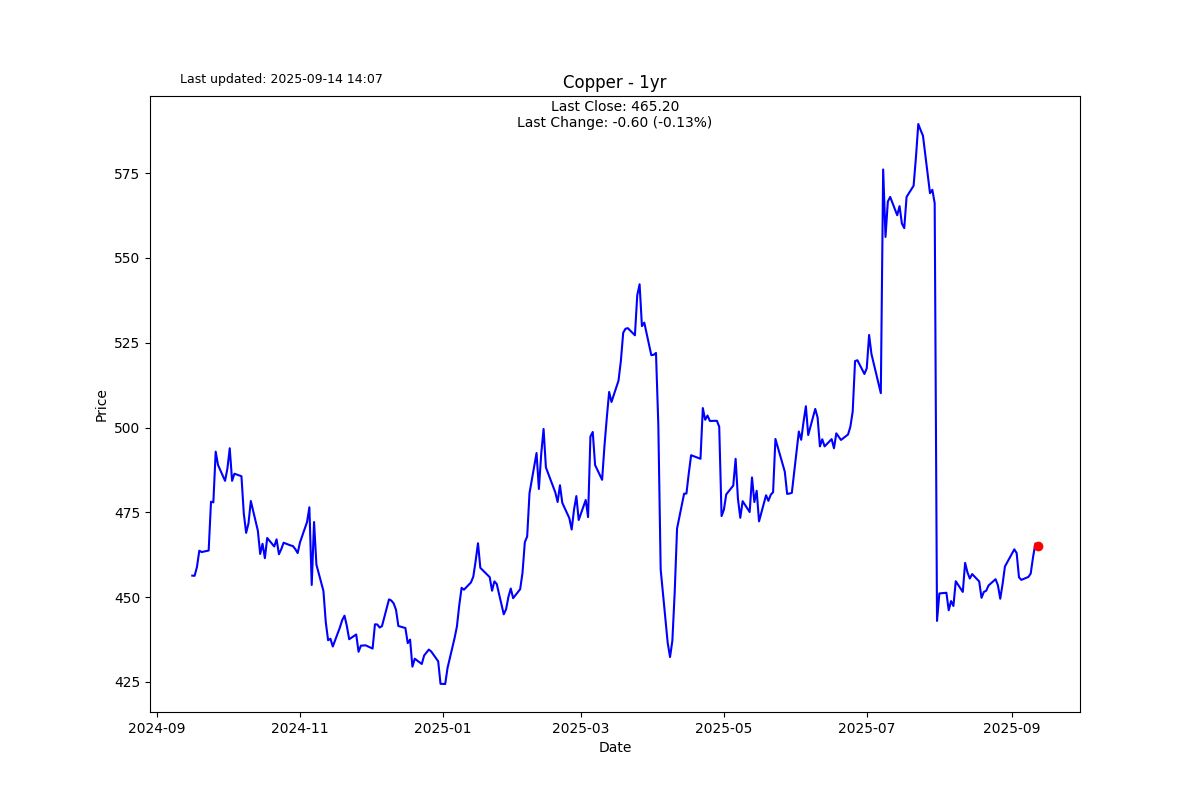 Last updated: 2025-09-14 14:07
Copper - 1yr
Last Close: 465.20
Last Change: -0.60 (-0.13%)
575
550
525
500
475
450
425
Price
2024-09
2024-11
2025-01
2025-03
2025-05
2025-07
2025-09
Date